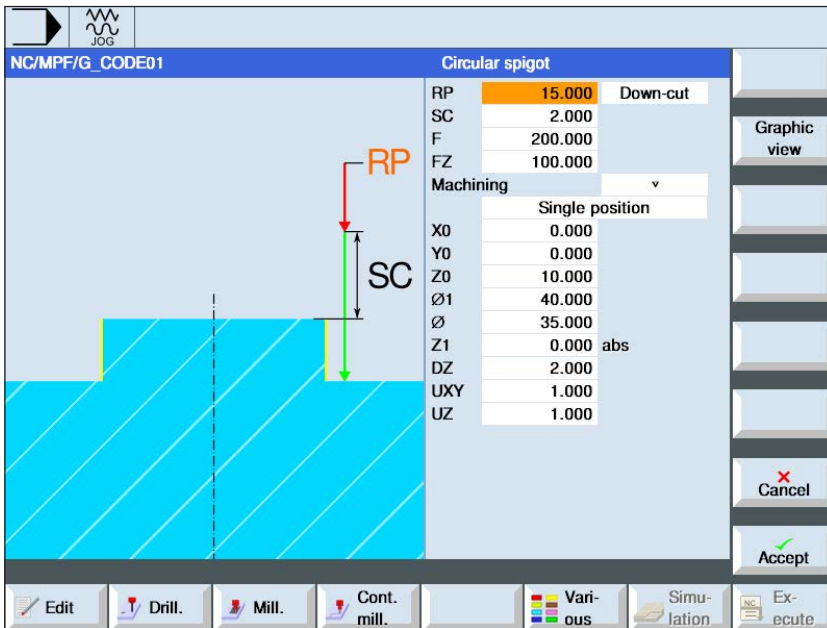 JOG
NC/MPF/G_CODE01
Circular spigot
RP 15.000 Down-cut
SC 2.000
F 200.000
FZ 100.000
Machining ▿
Single position
X0 0.000
Y0 0.000
Z0 10.000
Ø1 40.000
Ø 35.000
Z1 0.000 abs
DZ 2.000
UXY 1.000
UZ 1.000
RP
SC
Graphic
view
Cancel
Accept
Edit
Drill.
Mill.
Cont.
mill.
Vari-
ous
Simu-
lation
NC
Ex-
ecute